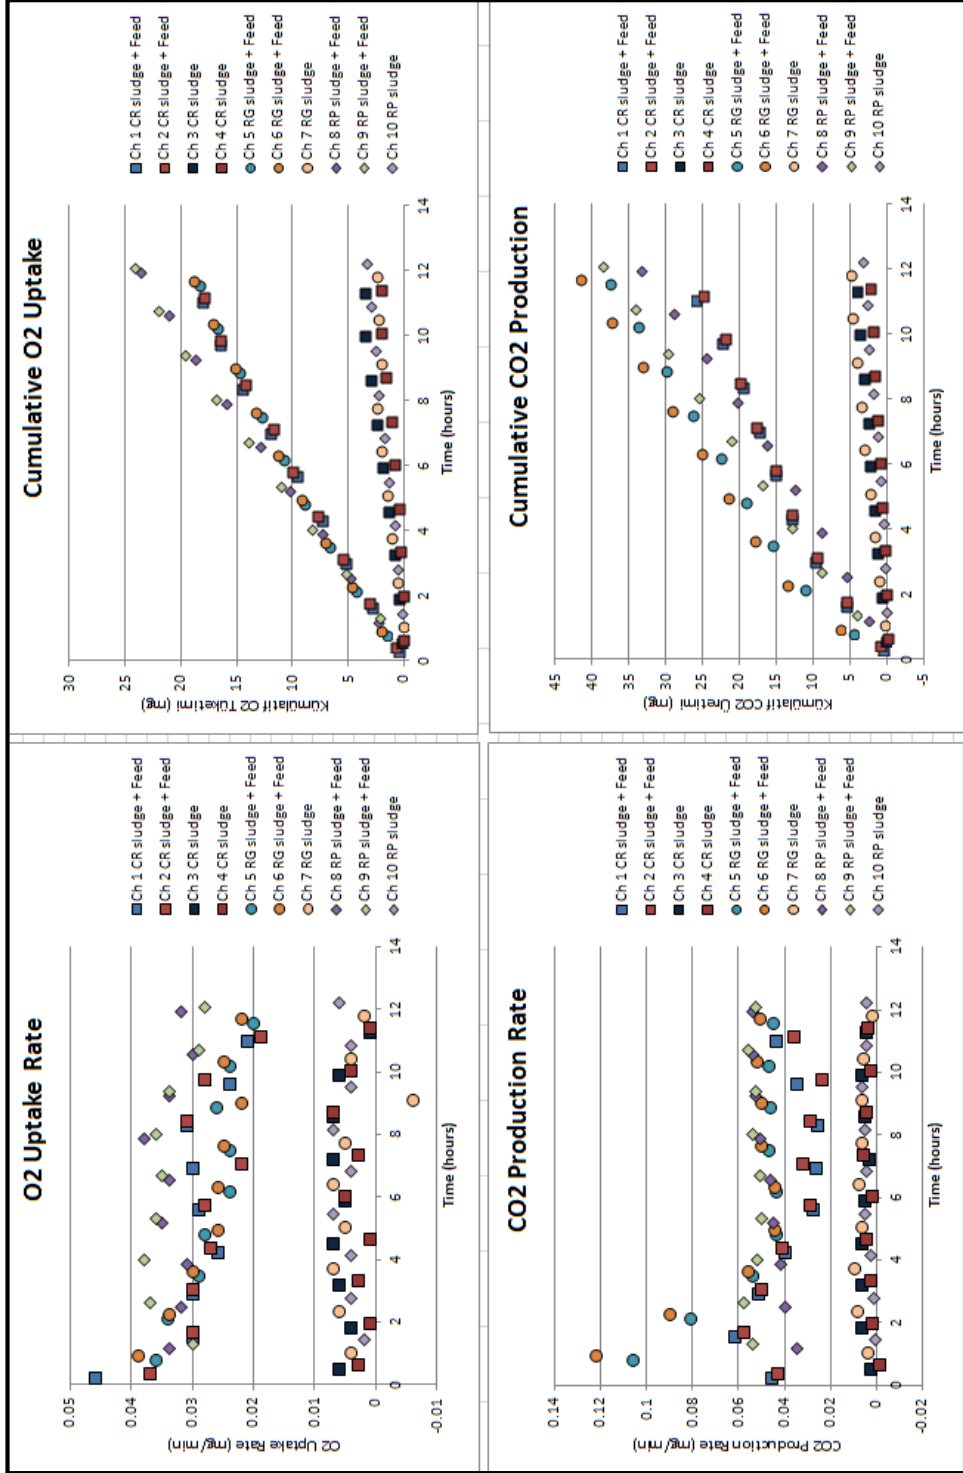 O2 Uptake Rate
O2 Uptake Rate (mg/min)
0.05
0.04
0.03
0.02
0.01
0
-0.01
0
2
4
6
8
10
12
14
Time (hours)
Ch 1 CR sludge + Feed
Ch 2 CR sludge + Feed
Ch 3 CR sludge
Ch 4 CR sludge
Ch 5 RG sludge + Feed
Ch 6 RG sludge + Feed
Ch 7 RG sludge
Ch 8 RP sludge + Feed
Ch 9 RP sludge + Feed
Ch 10 RP sludge
Cumulative O2 Uptake
Kümülatif O2 Tüketimi (mg)
30
25
20
15
10
5
0
0
2
4
6
8
10
12
14
Time (hours)
Ch 1 CR sludge + Feed
Ch 2 CR sludge + Feed
Ch 3 CR sludge
Ch 4 CR sludge
Ch 5 RG sludge + Feed
Ch 6 RG sludge + Feed
Ch 7 RG sludge
Ch 8 RP sludge + Feed
Ch 9 RP sludge + Feed
Ch 10 RP sludge
CO2 Production Rate
CO2 Production Rate (mg/min)
0.14
0.12
0.1
0.08
0.06
0.04
0.02
0
-0.02
0
2
4
6
8
10
12
14
Time (hours)
Ch 1 CR sludge + Feed
Ch 2 CR sludge + Feed
Ch 3 CR sludge
Ch 4 CR sludge
Ch 5 RG sludge + Feed
Ch 6 RG sludge + Feed
Ch 7 RG sludge
Ch 8 RP sludge + Feed
Ch 9 RP sludge + Feed
Ch 10 RP sludge
Cumulative CO2 Production
Kümülatif CO2 Üretimi (mg)
45
40
35
30
25
20
15
10
5
0
-5
0
2
4
6
8
10
12
14
Time (hours)
Ch 1 CR sludge + Feed
Ch 2 CR sludge + Feed
Ch 3 CR sludge
Ch 4 CR sludge
Ch 5 RG sludge + Feed
Ch 6 RG sludge + Feed
Ch 7 RG sludge
Ch 8 RP sludge + Feed
Ch 9 RP sludge + Feed
Ch 10 RP sludge